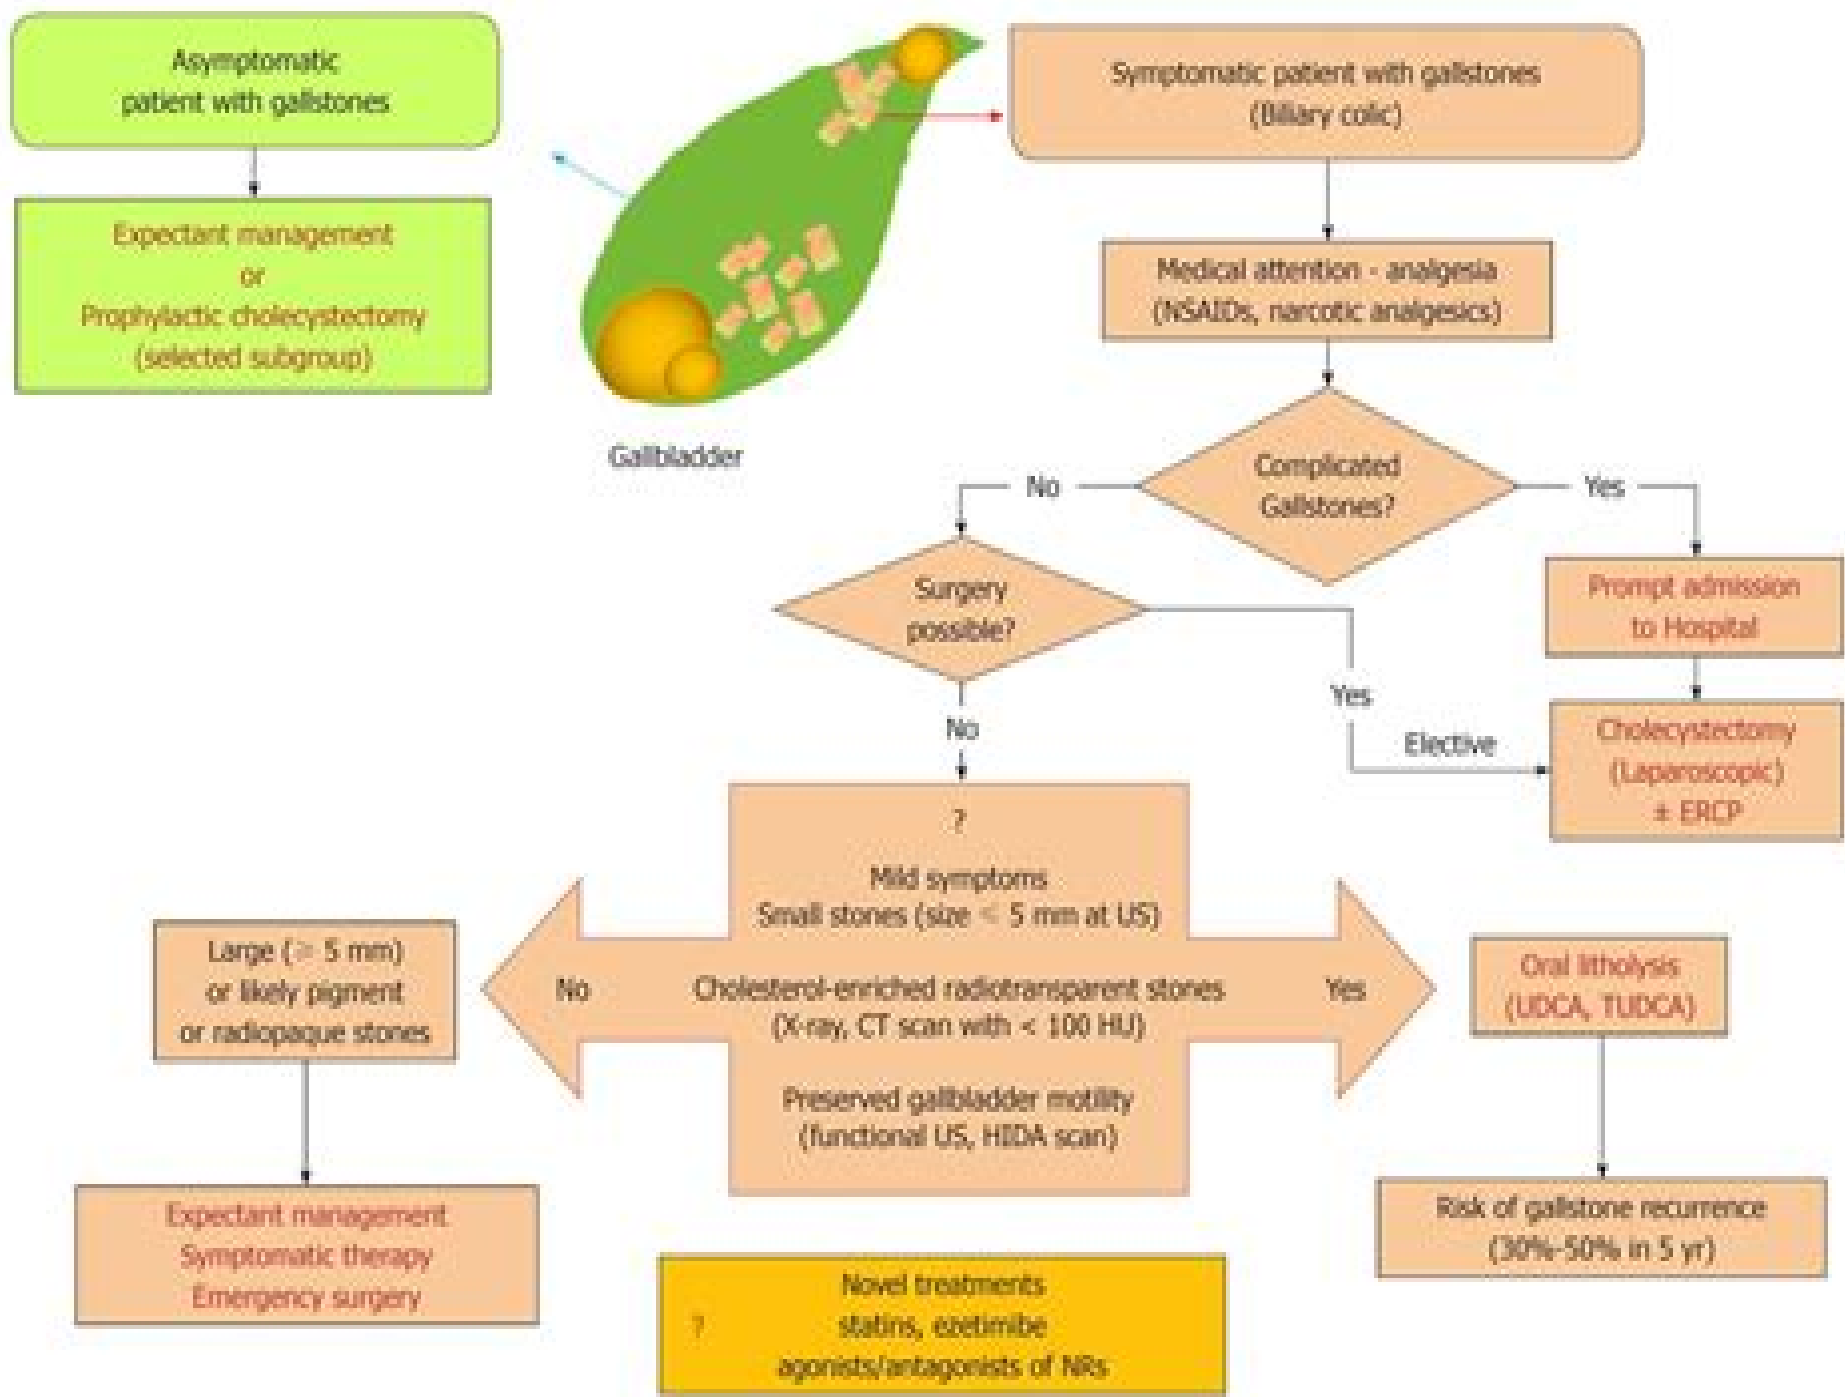 Asymptomatic
patient with gallstones
Expectant management
or
Prophylactic cholecystectomy
(selected subgroup)
Gallbladder
Symptomatic patient with gallstones
(Biliary colic)
Medical attention - analgesia
(NSAIDs, narcotic analgesics)
Complicated
Gallstones?
No
Yes
Surgery
possible?
Prompt admission
to Hospital
Yes
No
Elective
Cholecystectomy
(Laparoscopic)
± ERCP
?
Mild symptoms
Small stones (size < 5 mm at US)
Cholesterol-enriched radiotransparent stones
(X-ray, CT scan with < 100 HU)
Preserved gallbladder motility
(functional US, HIDA scan)
No
Yes
Large (≥ 5 mm)
or likely pigment
or radiopaque stones
Expectant management
Symptomatic therapy
Emergency surgery
Oral litholysis
(UDCA, TUDCA)
Risk of gallstone recurrence
(30%-50% in 5 yr)
Novel treatments
? statins, ezetimibe
agonists/antagonists of NRs